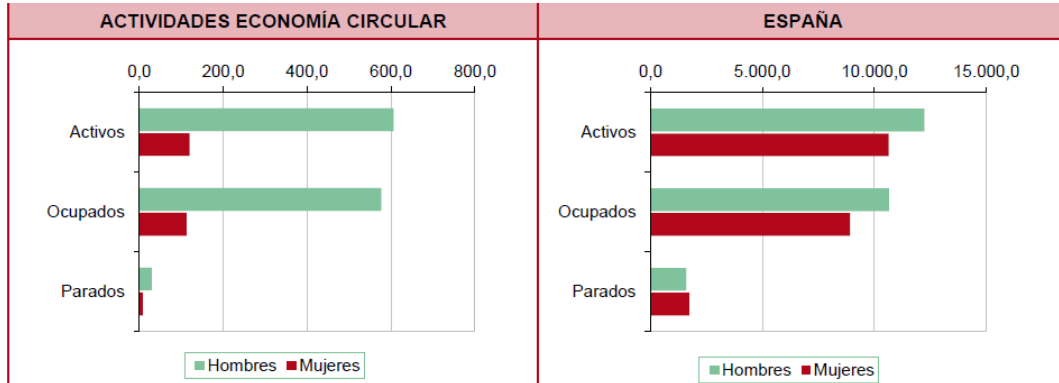 ACTIVIDADES ECONOMÍA CIRCULAR
0,0 200,0 400,0 600,0 800,0
Activos
Ocupados
Parados
Hombres Mujeres
ESPAÑA
0,0 5.000,0 10.000,0 15.000,0
Activos
Ocupados
Parados
Hombres Mujeres